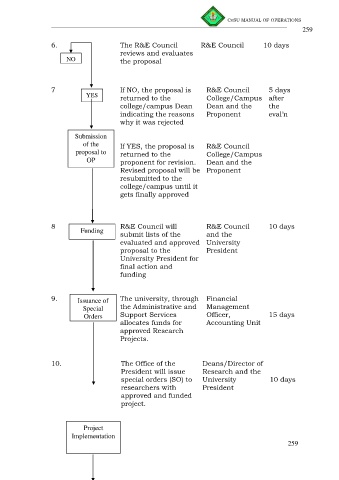 CnSU MANUAL OF OPERATIONS
259
6. The R&E Council R&E Council 10 days
reviews and evaluates
the proposal
NO
7 If NO, the proposal is R&E Council 5 days
YES
returned to the College/Campus after
college/campus Dean Dean and the the
indicating the reasons Proponent eval'n
why it was rejected
Submission
of the
proposal to
OP
If YES, the proposal is R&E Council
returned to the College/Campus
proponent for revision. Dean and the
Revised proposal will be Proponent
resubmitted to the
college/campus until it
gets finally approved
8 R&E Council will R&E Council 10 days
Funding
submit lists of the and the
evaluated and approved University
proposal to the President
University President for
final action and
funding
9. Issuance of The university, through Financial
Special the Administrative and Management
Orders Support Services Officer, 15 days
allocates funds for Accounting Unit
approved Research
Projects.
10. The Office of the Deans/Director of
President will issue Research and the
special orders (SO) to University 10 days
researchers with President
approved and funded
project.
Project
Implementation
259